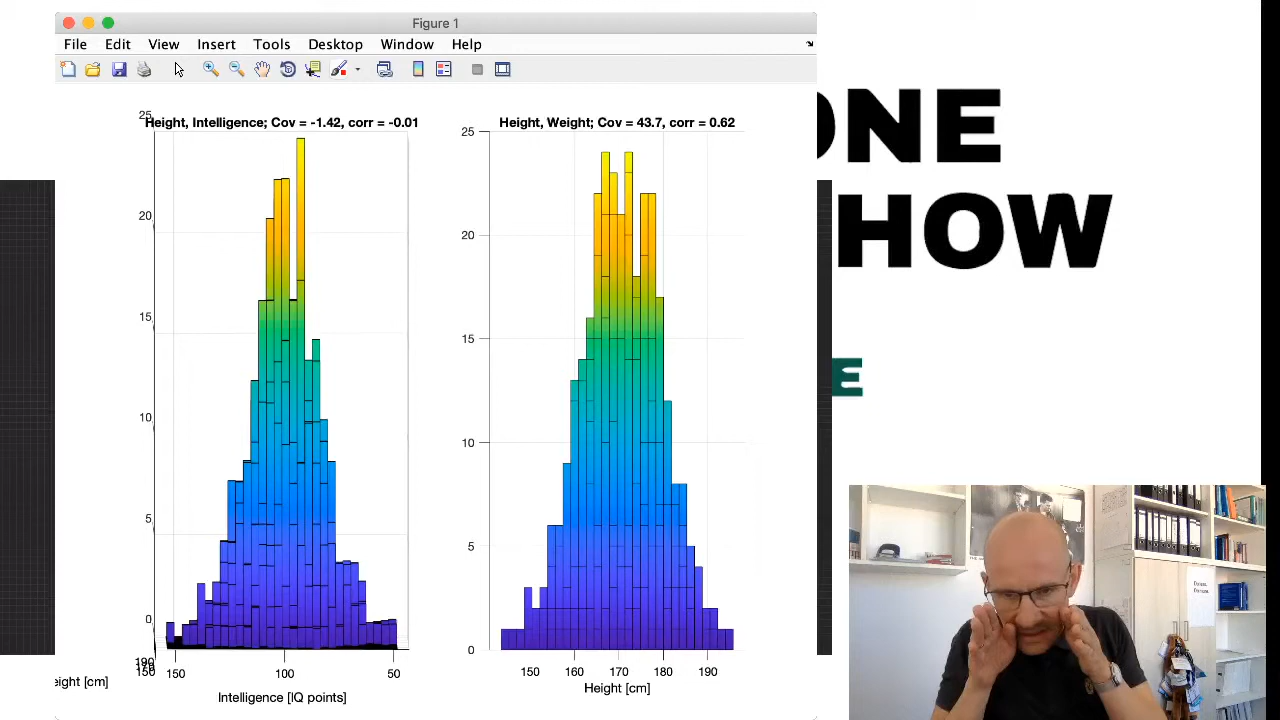 Figure 1
File Edit View Insert Tools Desktop Window Help
ONE
HOW
E
Height, Intelligence; Cov = -1.42, corr = -0.01
25
20
15
10
5
0
190
150
150 100 50
eight [cm]
Intelligence [IQ points]
Height, Weight; Cov = 43.7, corr = 0.62
25
20
15
10
5
0
150 160 170 180 190
Height [cm]